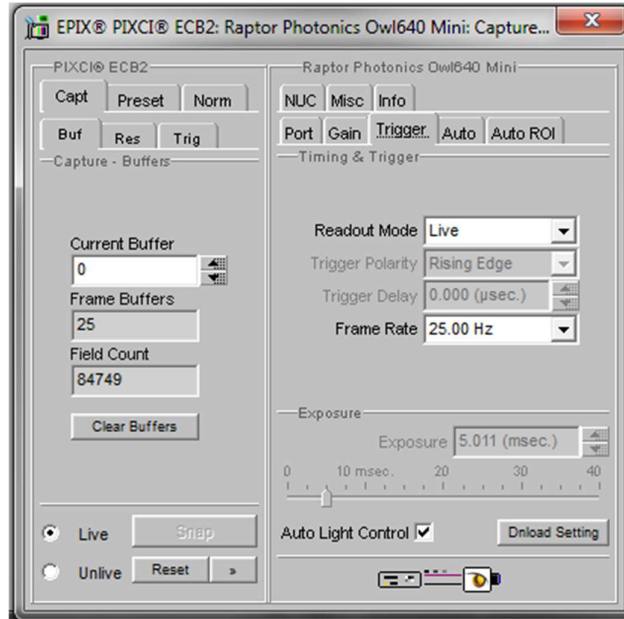 EPIX® PIXCI® ECB2: Raptor Photonics Owl640 Mini: Capture...
PIXCI® ECB2
Capt Preset Norm
Buf Res Trig
Capture - Buffers
Current Buffer
0
Frame Buffers
25
Field Count
84749
Clear Buffers
Live Snap
Unlive Reset »
Raptor Photonics Owl640 Mini
NUC Misc Info
Port Gain Trigger Auto Auto ROI
Timing & Trigger
Readout Mode Live
Trigger Polarity Rising Edge
Trigger Delay 0.000 (µsec.)
Frame Rate 25.00 Hz
Exposure
Exposure 5.011 (msec.)
0 10 msec. 20 30 40
Auto Light Control Dnload Setting